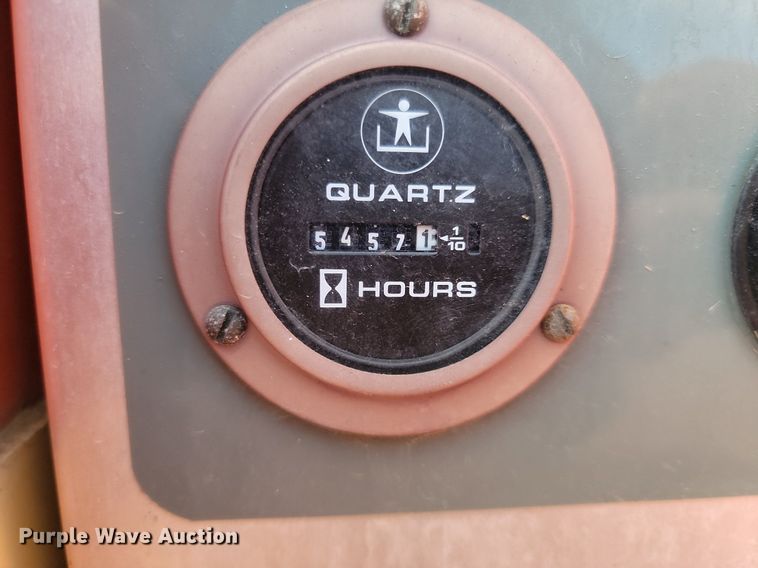 QUARTZ
5 4 5 7 1 ◄ 1/10
HOURS
Purple Wave Auction